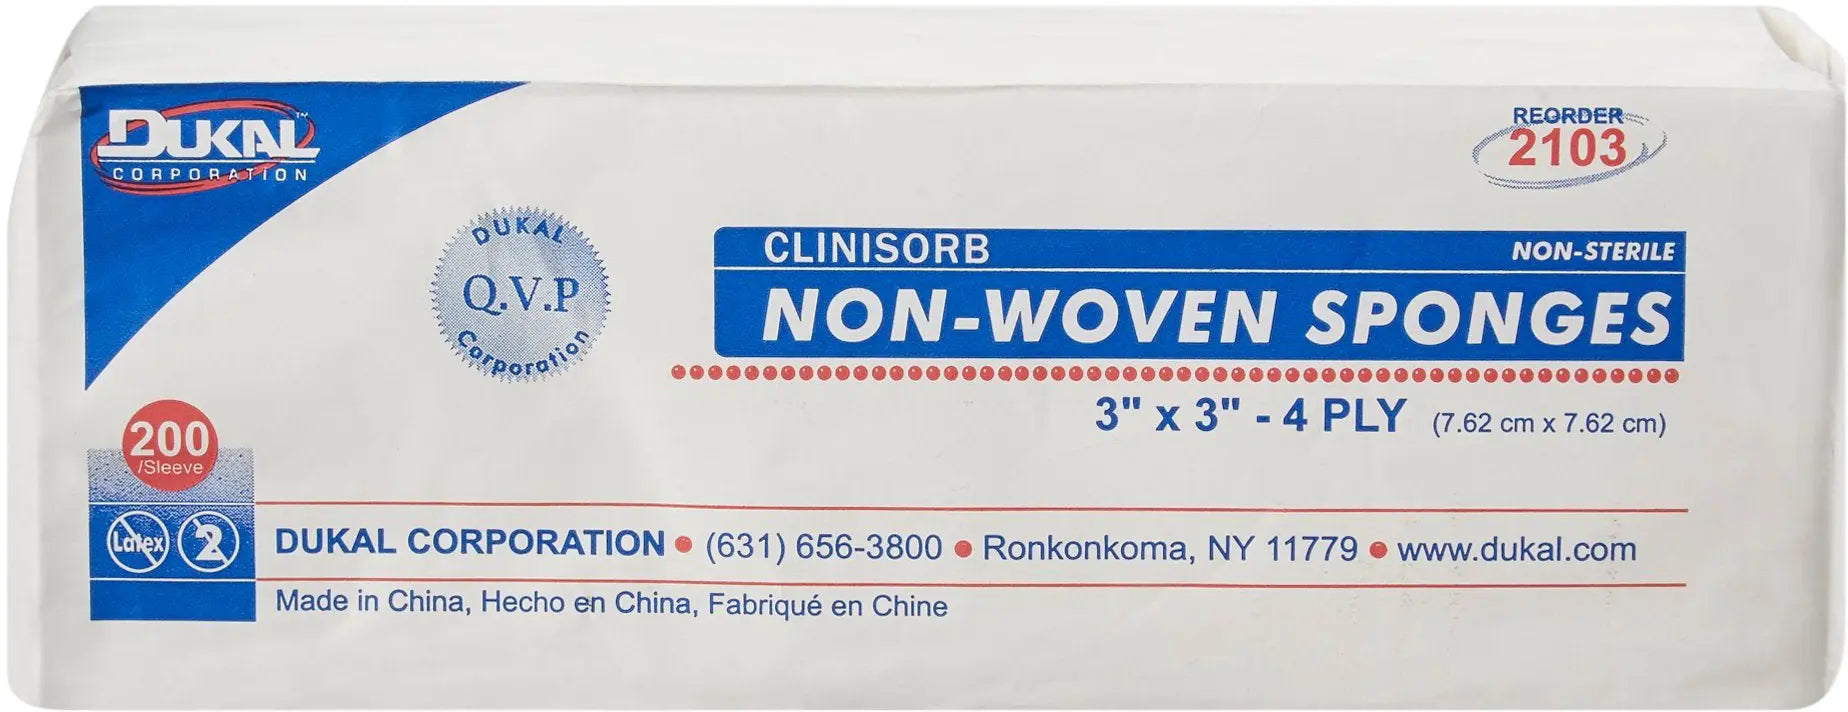 DUKAL™
CORPORATION
REORDER
2103
DUKAL
Q.V.P
Corporation
CLINISORB
NON-STERILE
NON-WOVEN SPONGES
3" x 3" - 4 PLY (7.62 cm x 7.62 cm)
200
/Sleeve
Latex
2
DUKAL CORPORATION • (631) 656-3800 • Ronkonkoma, NY 11779 • www.dukal.com
Made in China, Hecho en China, Fabriqué en Chine